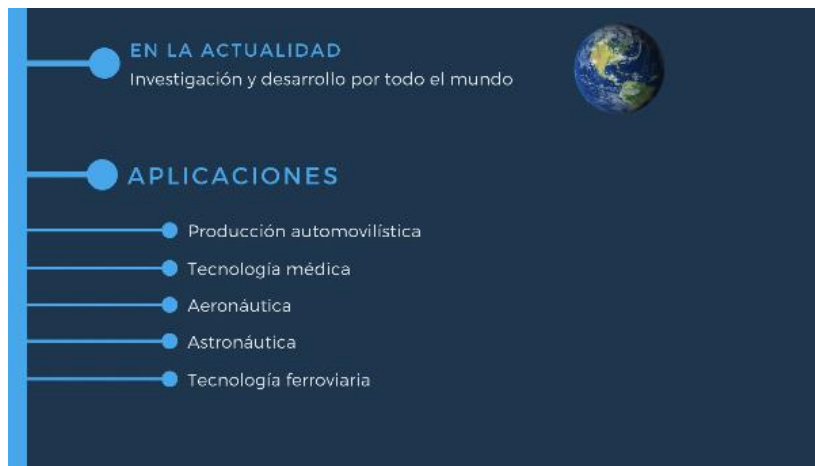 EN LA ACTUALIDAD
Investigación y desarrollo por todo el mundo
APLICACIONES
Producción automovilística
Tecnología médica
Aeronáutica
Astronáutica
Tecnología ferroviaria